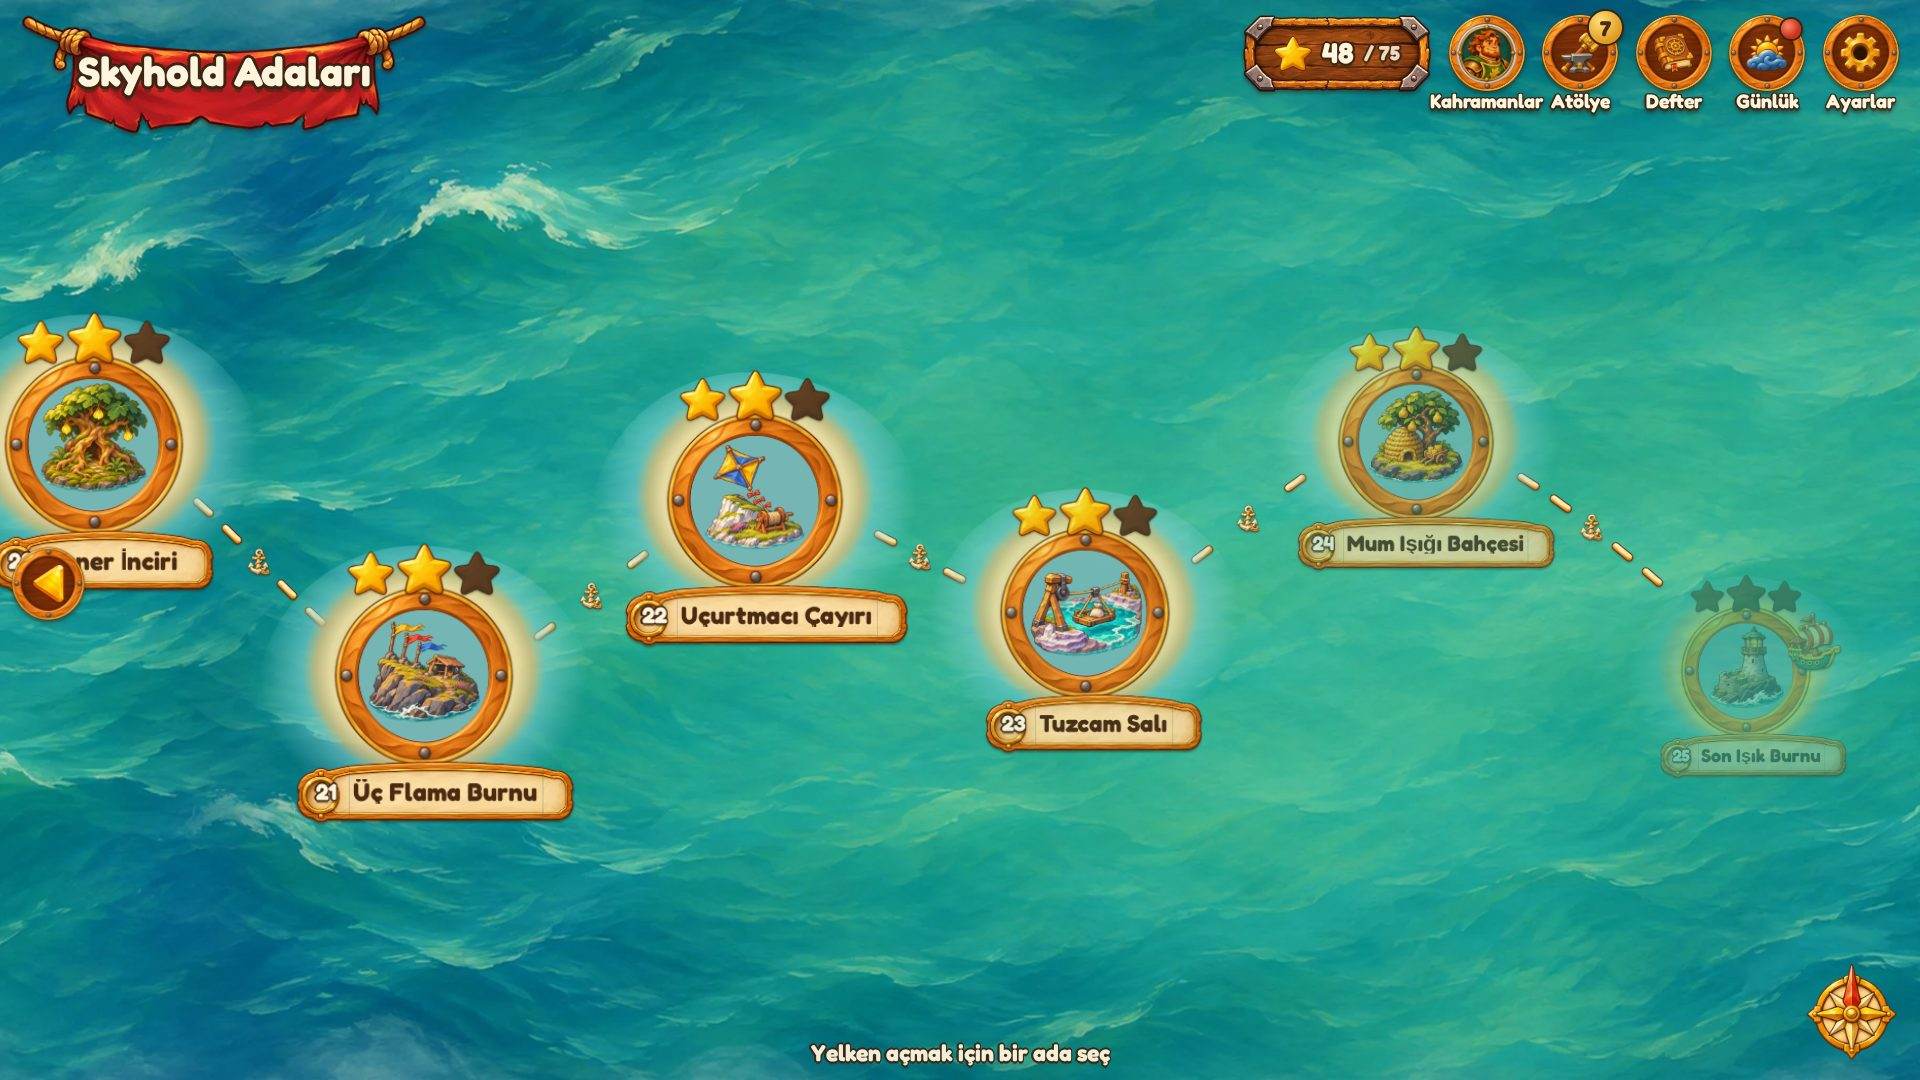 Skyhold Adaları
48 / 75
7
Kahramanlar
Atölye
Defter
Günlük
Ayarlar
İnciri
21 Üç Flama Burnu
22 Uçurtmacı Çayırı
23 Tuzcam Salı
24 Mum Işığı Bahçesi
25 Son Işık Burnu
Yelken açmak için bir ada seç